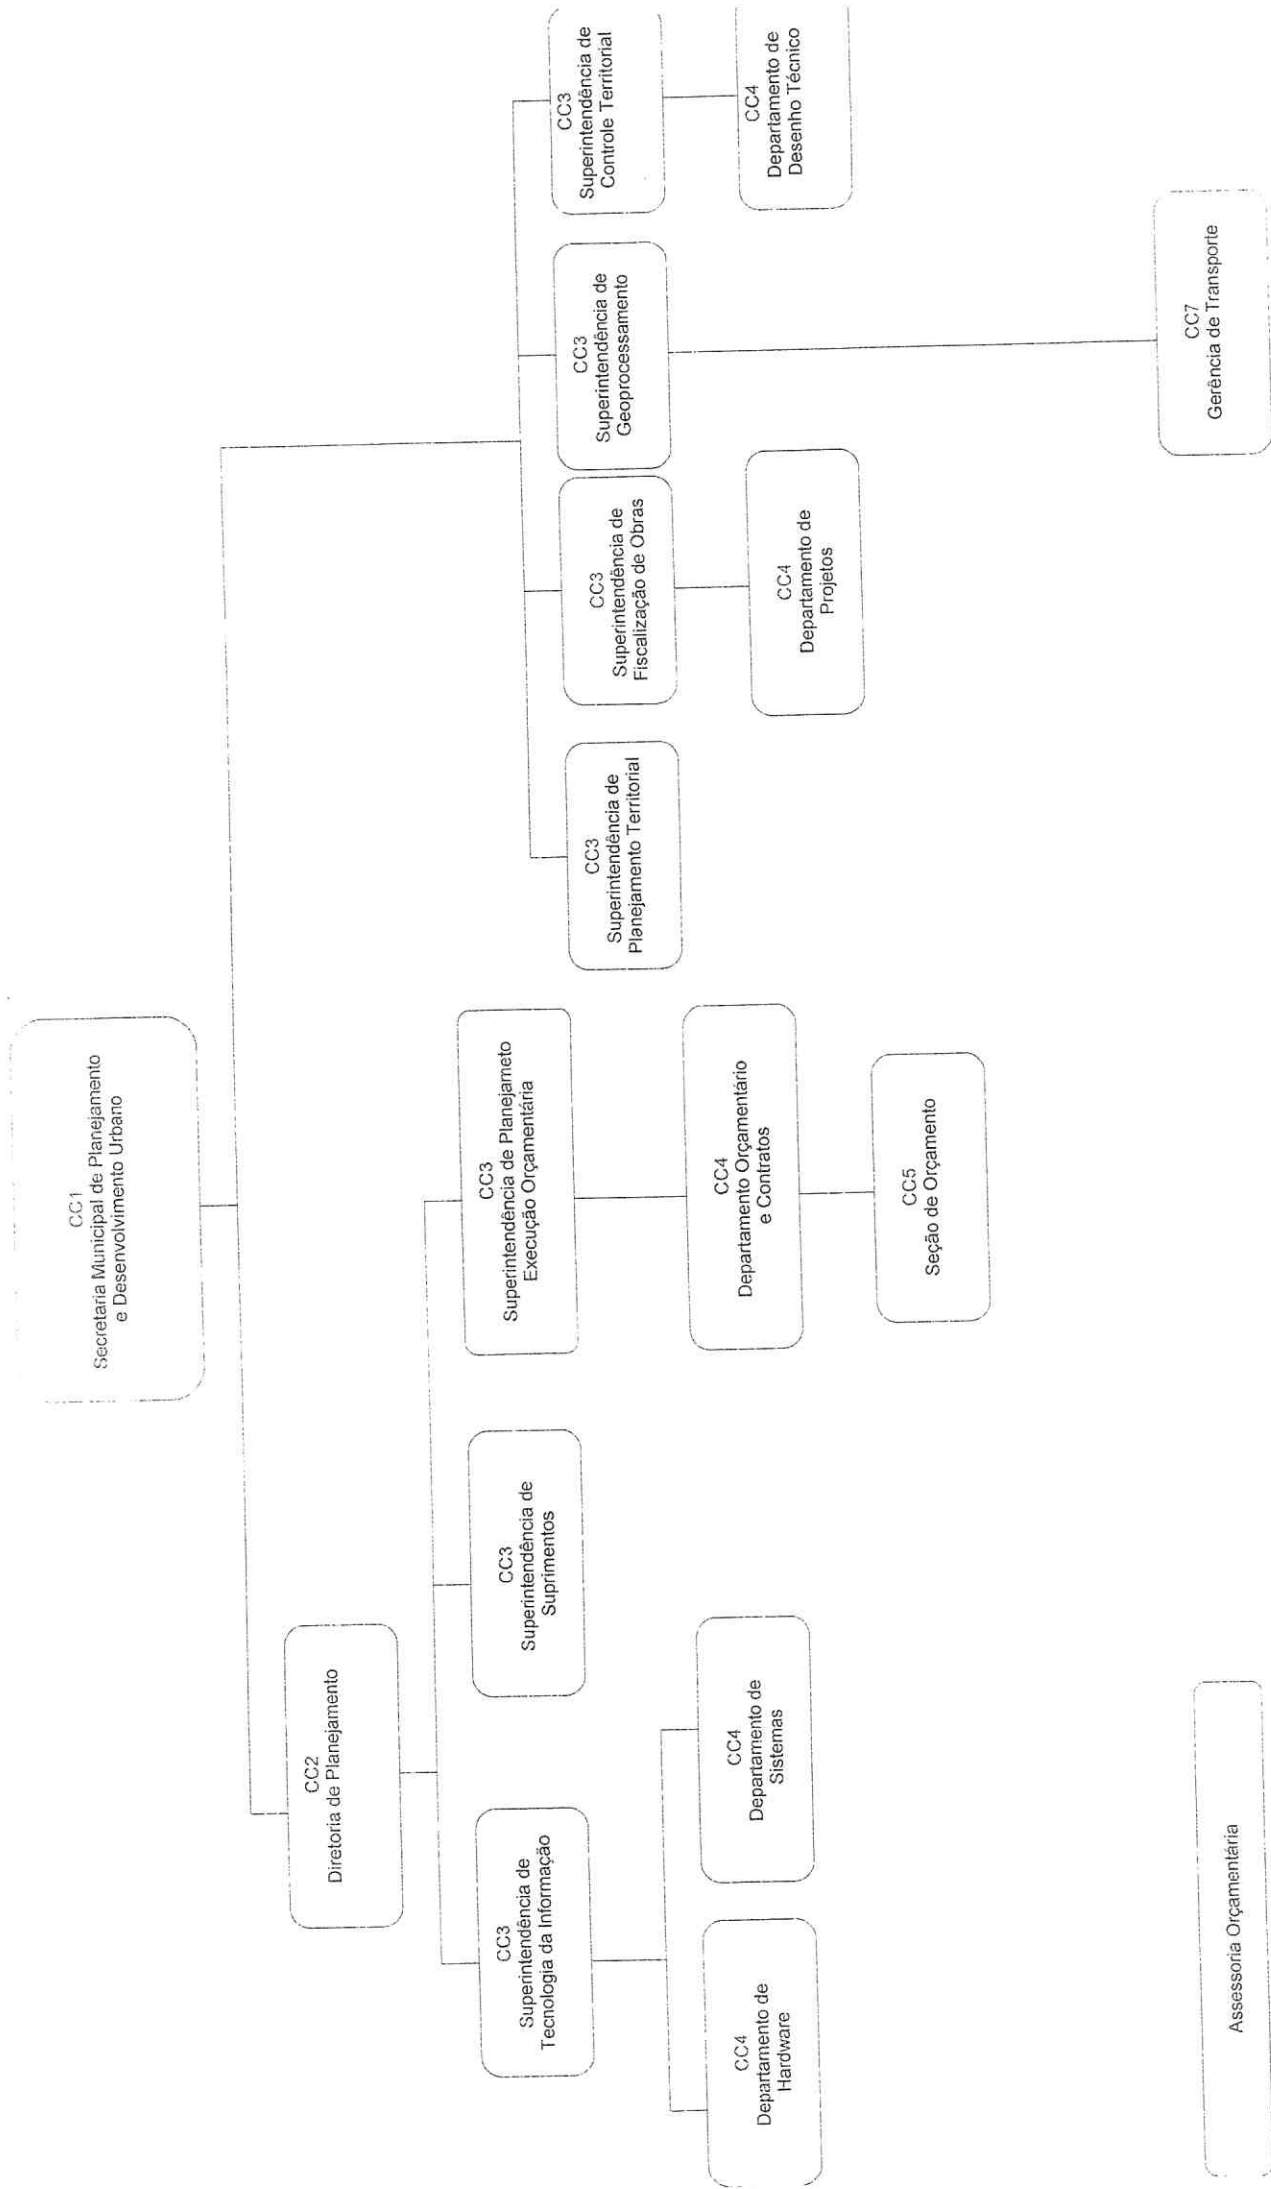 CC1
Secretaria Municipal de Planejamento
e Desenvolvimento Urbano
CC2
Diretoria de Planejamento
CC3
Superintendência de
Tecnologia da Informação
CC3
Superintendência de
Suprimentos
CC3
Superintendência de Planejameto
Execução Orçamentária
CC3
Superintendência de
Planejamento Territorial
CC3
Superintendência de
Fiscalização de Obras
CC3
Superintendência de
Geoprocessamento
CC3
Superintendência de
Controle Territorial
CC4
Departamento de
Hardware
CC4
Departamento de
Sistemas
CC4
Departamento Orçamentário
e Contratos
CC4
Departamento de
Projetos
CC4
Departamento de
Desenho Técnico
CC5
Seção de Orçamento
CC7
Gerência de Transporte
Assessoria Orçamentária